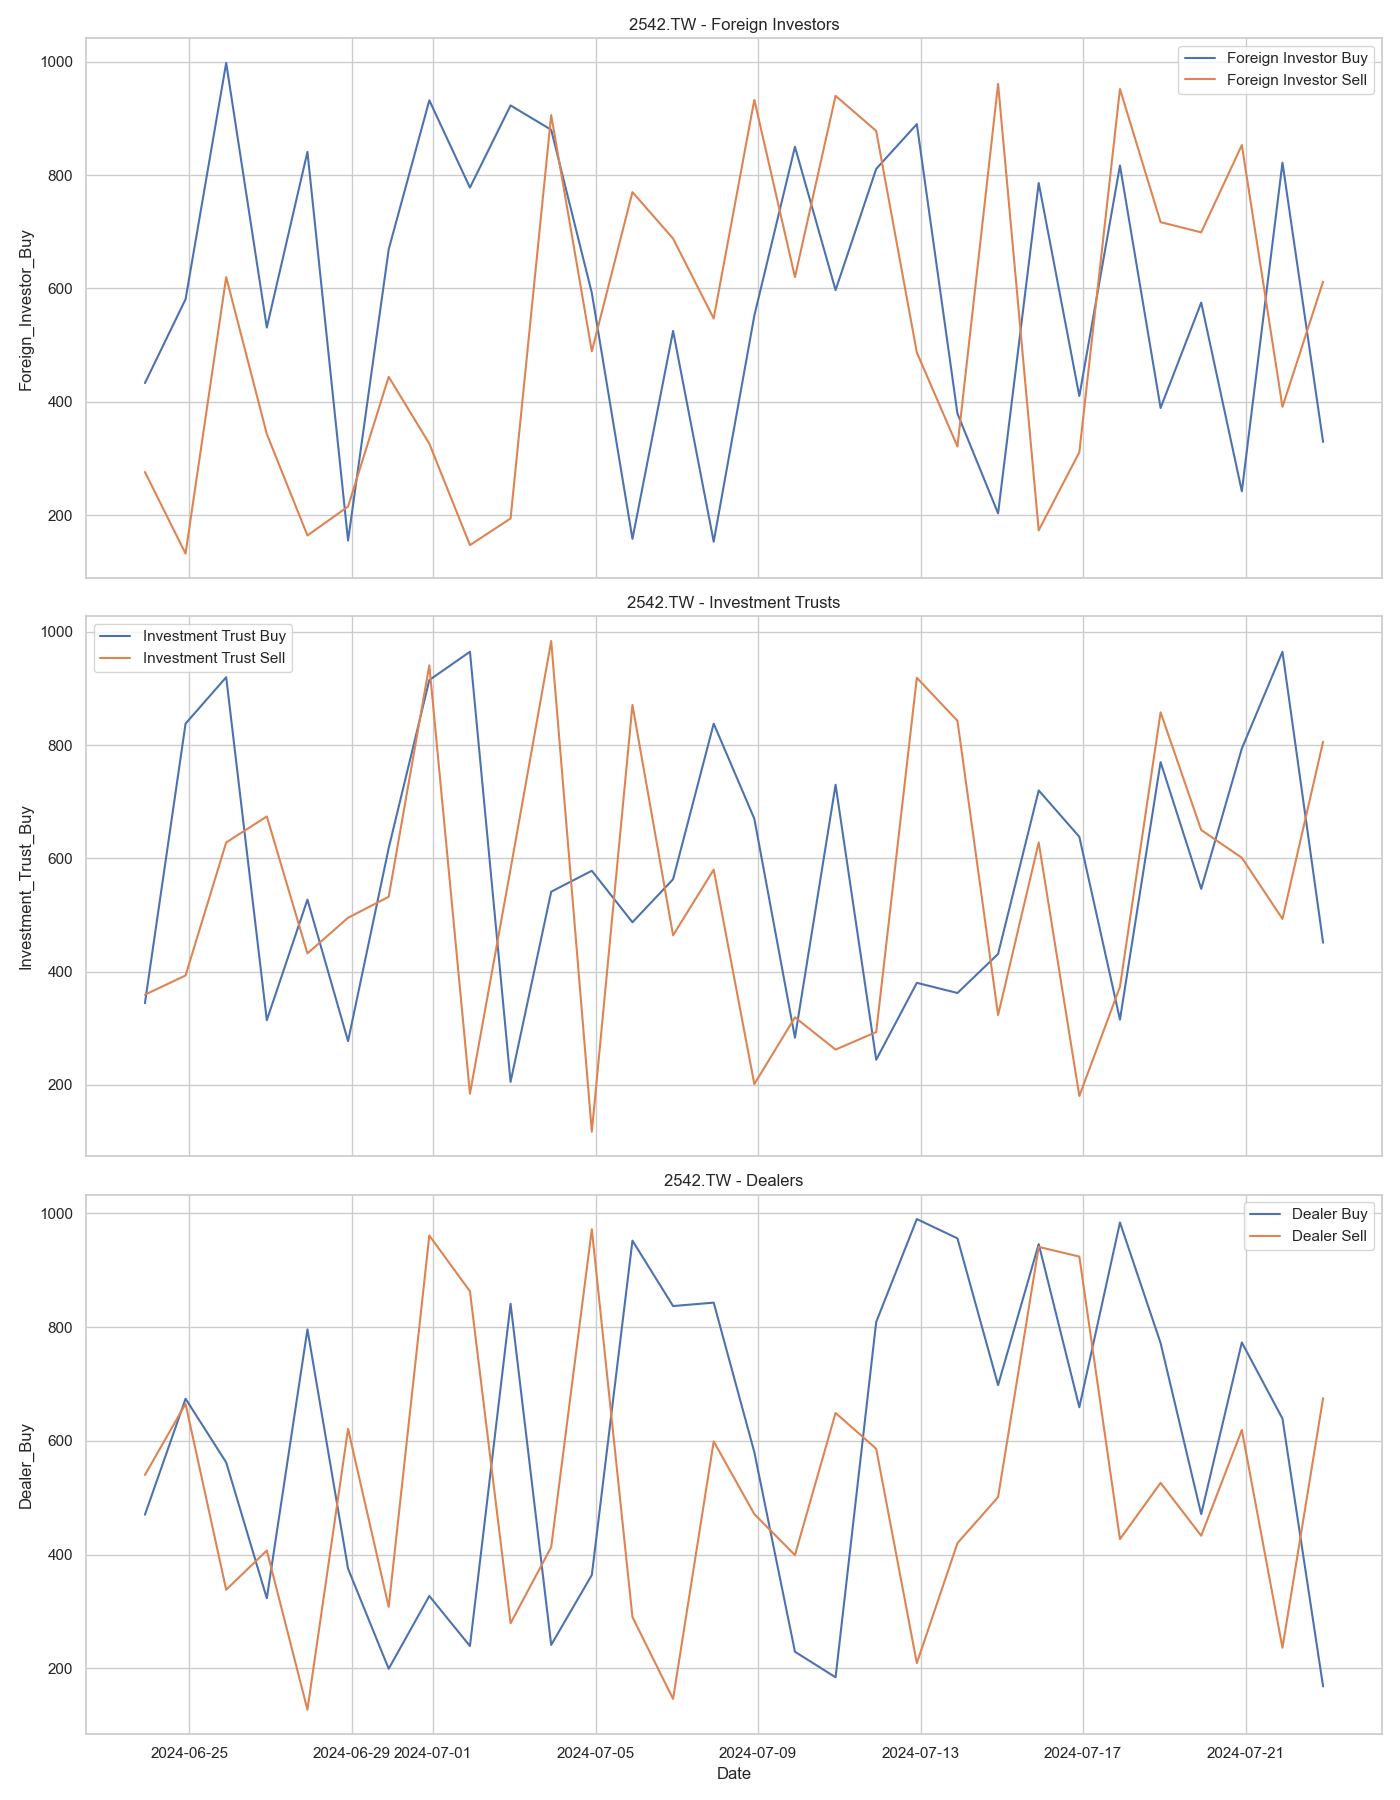 2542.TW - Foreign Investors
Foreign Investor Buy
Foreign Investor Sell
Foreign_Investor_Buy
1000
800
600
400
200
2542.TW - Investment Trusts
Investment Trust Buy
Investment Trust Sell
Investment_Trust_Buy
1000
800
600
400
200
2542.TW - Dealers
Dealer Buy
Dealer Sell
Dealer_Buy
1000
800
600
400
200
2024-06-25 2024-06-29 2024-07-01 2024-07-05 2024-07-09 2024-07-13 2024-07-17 2024-07-21
Date